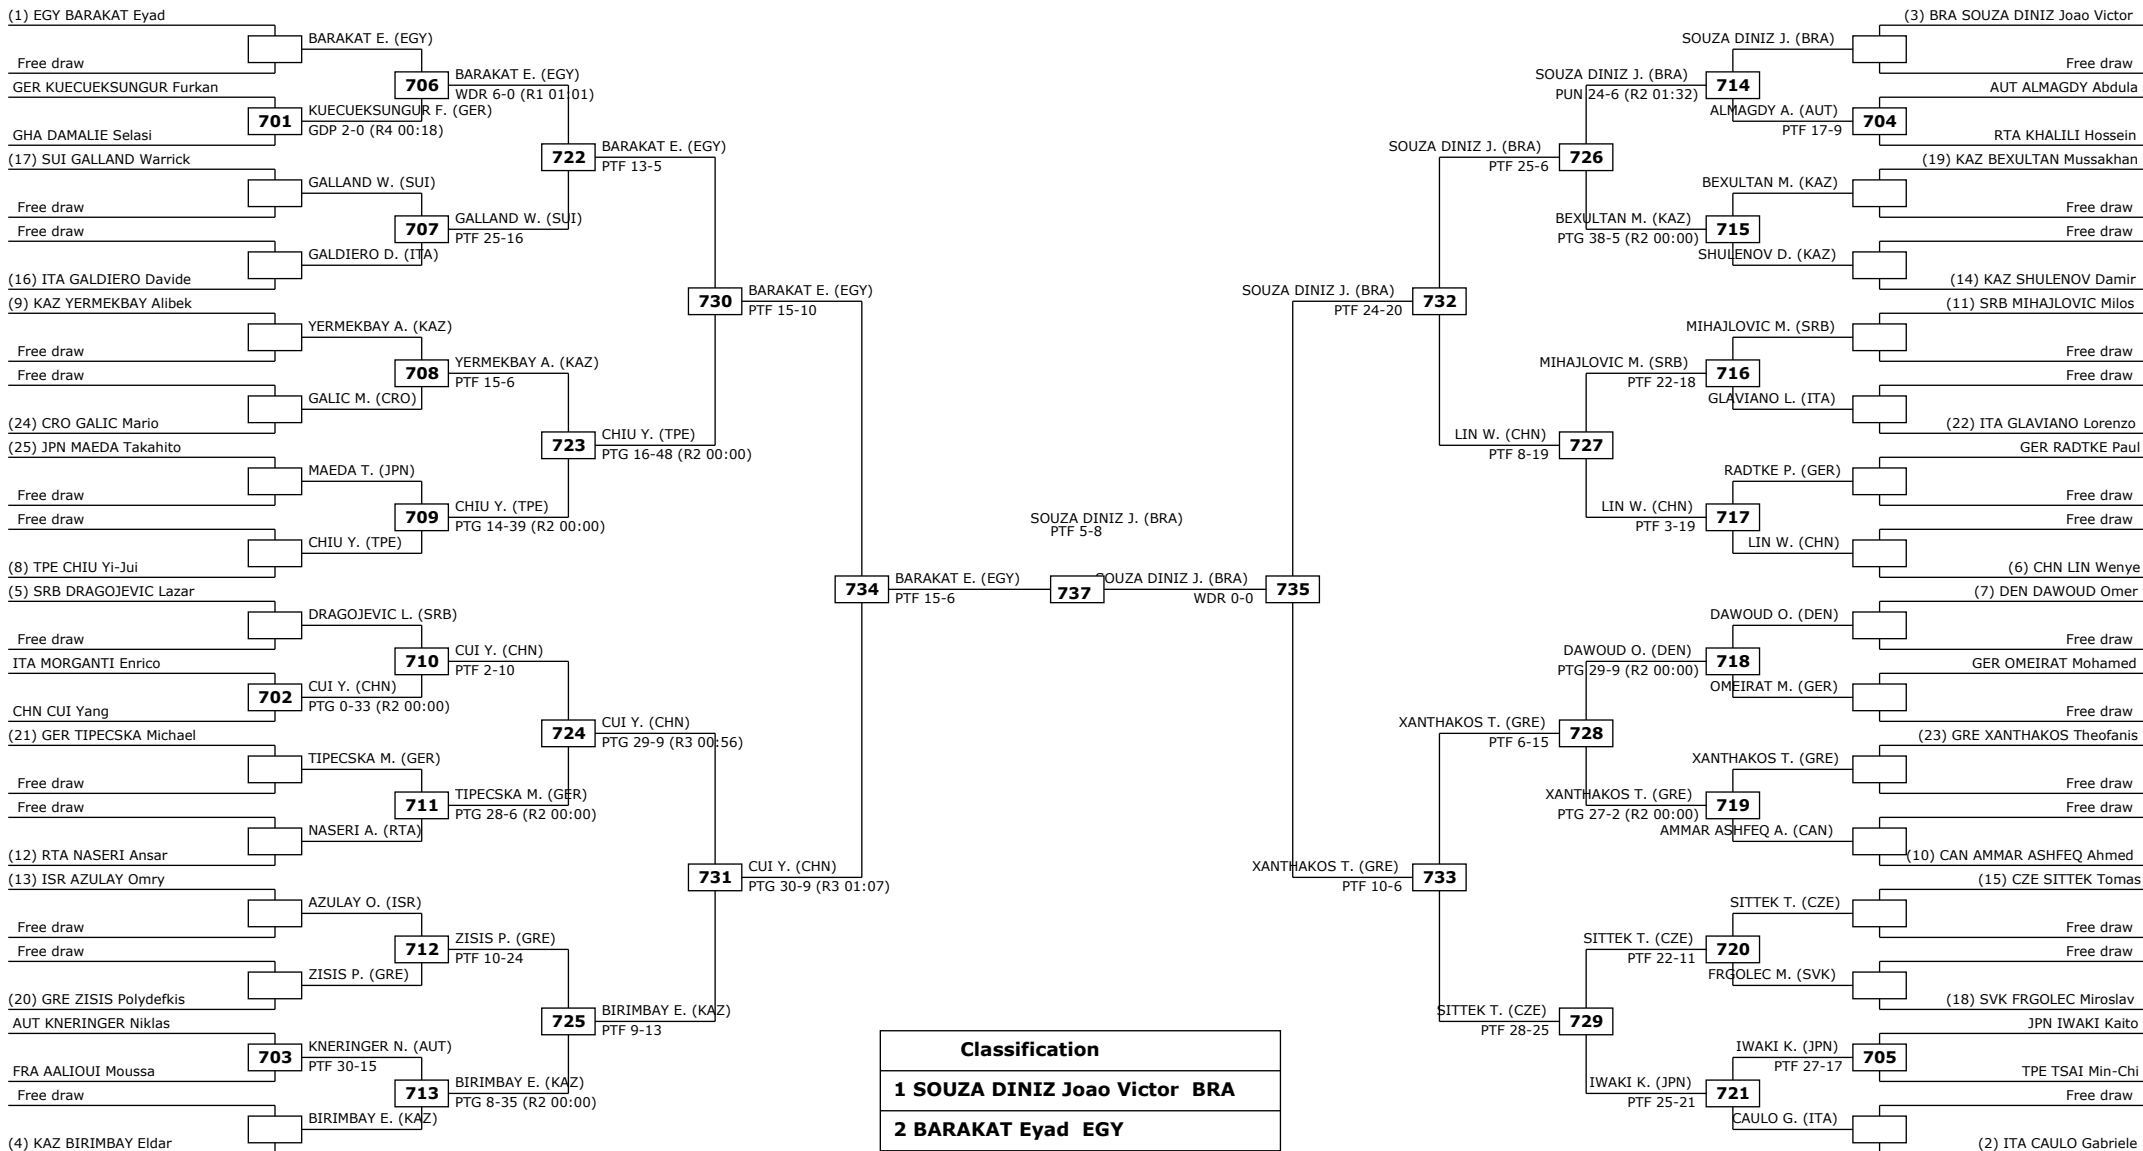 (1) EGY BARAKAT Eyad
Free draw
GER KUECUEKSUNGUR Furkan
GHA DAMALIE Selasi
(17) SUI GALLAND Warrick
Free draw
Free draw
(16) ITA GALDIERO Davide
(9) KAZ YERMEKBAY Alibek
Free draw
Free draw
(24) CRO GALIC Mario
(25) JPN MAEDA Takahito
Free draw
Free draw
(8) TPE CHIU Yi-Jui
(5) SRB DRAGOJEVIC Lazar
Free draw
ITA MORGANTI Enrico
CHN CUI Yang
(21) GER TIPECSKA Michael
Free draw
Free draw
(12) RTA NASERI Ansar
(13) ISR AZULAY Omry
Free draw
Free draw
(20) GRE ZISIS Polydefkis
AUT KNERINGER Niklas
FRA AALIOUI Moussa
Free draw
(4) KAZ BIRIMBAY Eldar
BARAKAT E. (EGY)
701
KUECUEKSUNGUR F. (GER)
GDP 2-0 (R4 00:18)
GALLAND W. (SUI)
GALDIERO D. (ITA)
YERMEKBAY A. (KAZ)
GALIC M. (CRO)
MAEDA T. (JPN)
CHIU Y. (TPE)
DRAGOJEVIC L. (SRB)
702
CUI Y. (CHN)
PTG 0-33 (R2 00:00)
TIPECSKA M. (GER)
NASERI A. (RTA)
AZULAY O. (ISR)
ZISIS P. (GRE)
703
KNERINGER N. (AUT)
PTF 30-15
BIRIMBAY E. (KAZ)
706
BARAKAT E. (EGY)
WDR 6-0 (R1 01:01)
707
GALLAND W. (SUI)
PTF 25-16
708
YERMEKBAY A. (KAZ)
PTF 15-6
709
CHIU Y. (TPE)
PTG 14-39 (R2 00:00)
710
CUI Y. (CHN)
PTF 2-10
711
TIPECSKA M. (GER)
PTG 28-6 (R2 00:00)
712
ZISIS P. (GRE)
PTF 10-24
713
BIRIMBAY E. (KAZ)
PTG 8-35 (R2 00:00)
722
BARAKAT E. (EGY)
PTF 13-5
723
CHIU Y. (TPE)
PTG 16-48 (R2 00:00)
724
CUI Y. (CHN)
PTG 29-9 (R3 00:56)
725
BIRIMBAY E. (KAZ)
PTF 9-13
730
BARAKAT E. (EGY)
PTF 15-10
731
CUI Y. (CHN)
PTG 30-9 (R3 01:07)
734
BARAKAT E. (EGY)
PTF 15-6
SOUZA DINIZ J. (BRA)
PTF 5-8
737
SOUZA DINIZ J. (BRA)
WDR 0-0
735
SOUZA DINIZ J. (BRA)
PTF 24-20
732
XANTHAKOS T. (GRE)
PTF 10-6
733
SOUZA DINIZ J. (BRA)
PTF 25-6
726
LIN W. (CHN)
PTF 8-19
727
XANTHAKOS T. (GRE)
PTF 6-15
728
SITTEK T. (CZE)
PTF 28-25
729
SOUZA DINIZ J. (BRA)
PUN 24-6 (R2 01:32)
714
BEXULTAN M. (KAZ)
PTG 38-5 (R2 00:00)
715
MIHAJLOVIC M. (SRB)
PTF 22-18
716
LIN W. (CHN)
PTF 3-19
717
DAWOUD O. (DEN)
PTG 29-9 (R2 00:00)
718
XANTHAKOS T. (GRE)
PTG 27-2 (R2 00:00)
719
SITTEK T. (CZE)
PTF 22-11
720
IWAKI K. (JPN)
PTF 25-21
721
SOUZA DINIZ J. (BRA)
ALMAGDY A. (AUT)
PTF 17-9
704
BEXULTAN M. (KAZ)
SHULENOV D. (KAZ)
MIHAJLOVIC M. (SRB)
GLAVIANO L. (ITA)
RADTKE P. (GER)
LIN W. (CHN)
DAWOUD O. (DEN)
OMEIRAT M. (GER)
XANTHAKOS T. (GRE)
AMMAR ASHFEQ A. (CAN)
SITTEK T. (CZE)
FRGOLEC M. (SVK)
IWAKI K. (JPN)
PTF 27-17
705
CAULO G. (ITA)
(3) BRA SOUZA DINIZ Joao Victor
Free draw
AUT ALMAGDY Abdula
RTA KHALILI Hossein
(19) KAZ BEXULTAN Mussakhan
Free draw
Free draw
(14) KAZ SHULENOV Damir
(11) SRB MIHAJLOVIC Milos
Free draw
Free draw
(22) ITA GLAVIANO Lorenzo
GER RADTKE Paul
Free draw
Free draw
(6) CHN LIN Wenye
(7) DEN DAWOUD Omer
Free draw
GER OMEIRAT Mohamed
Free draw
(23) GRE XANTHAKOS Theofanis
Free draw
Free draw
(10) CAN AMMAR ASHFEQ Ahmed
(15) CZE SITTEK Tomas
Free draw
Free draw
(18) SVK FRGOLEC Miroslav
JPN IWAKI Kaito
TPE TSAI Min-Chi
Free draw
(2) ITA CAULO Gabriele
Classification
1 SOUZA DINIZ Joao Victor BRA
2 BARAKAT Eyad EGY